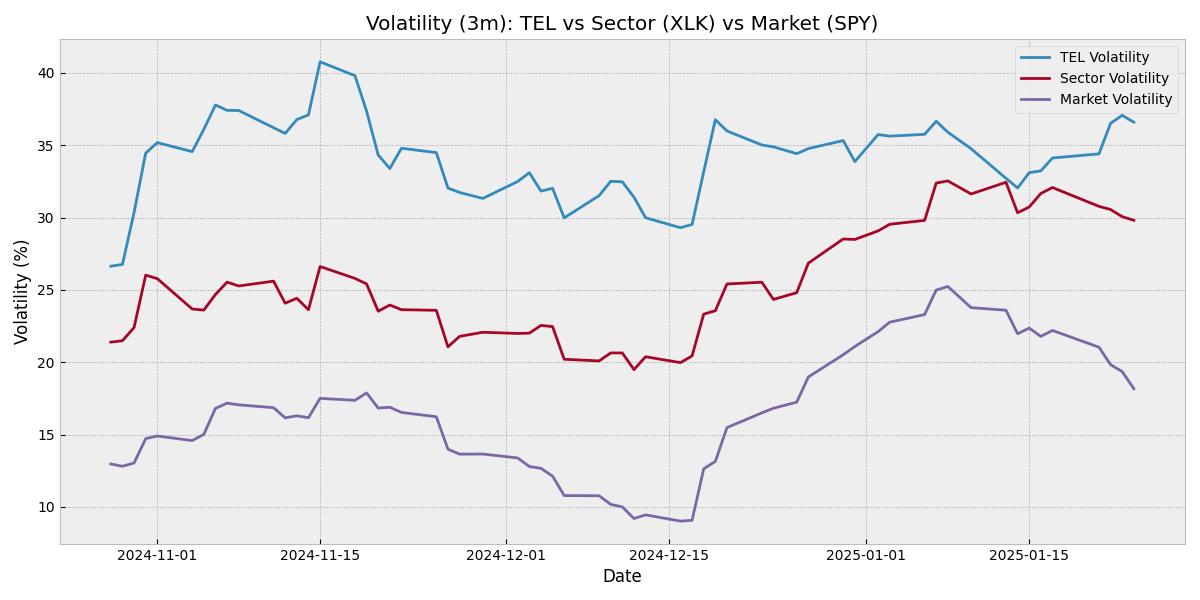 Volatility (3m): TEL vs Sector (XLK) vs Market (SPY)
TEL Volatility
Sector Volatility
Market Volatility
Volatility (%)
40
35
30
25
20
15
10
2024-11-01
2024-11-15
2024-12-01
2024-12-15
2025-01-01
2025-01-15
Date